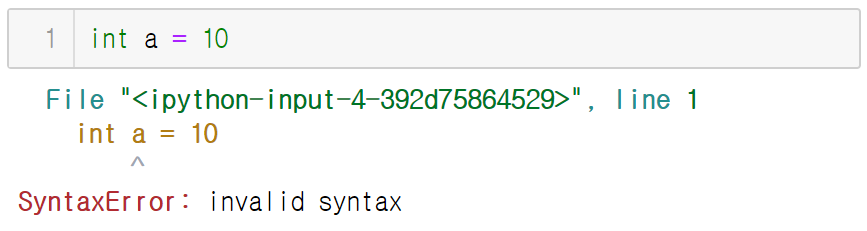 1 int a = 10
File "<ipython-input-4-392d75864529>", line 1
int a = 10
^
SyntaxError: invalid syntax